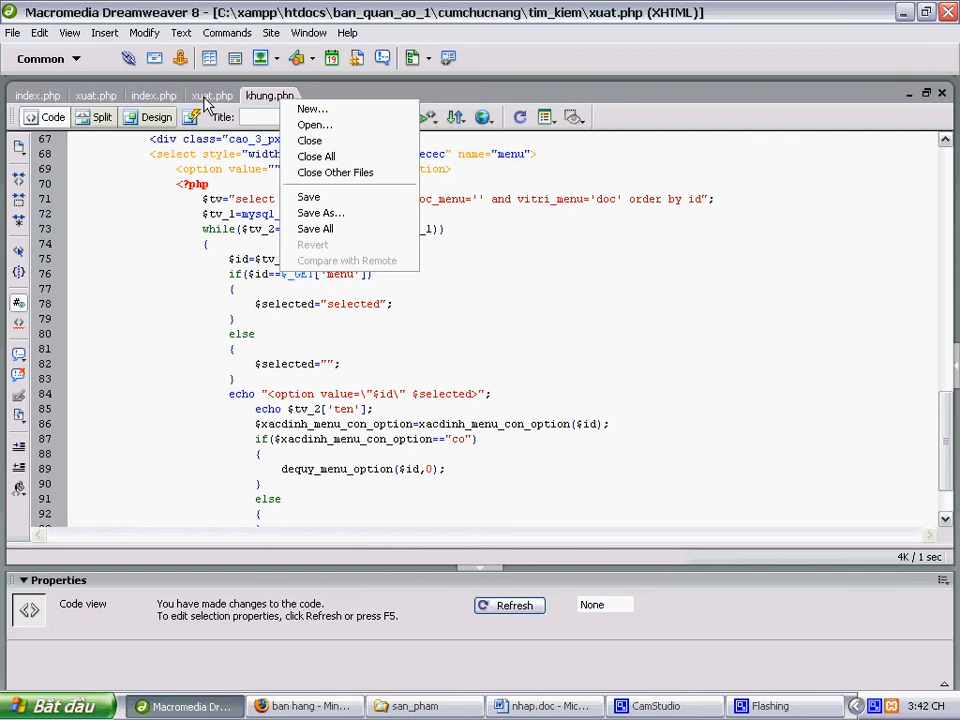 Macromedia Dreamweaver 8 - [C:\xampp\htdocs\ban_quan_ao_1\cumchucnang\tim_kiem\xuat.php (XHTML)]
File Edit View Insert Modify Text Commands Site Window Help
Common
index.php xuat.php index.php xuat.php khung.php
Code Split Design Title:
New...
Open...
Close
Close All
Close Other Files
Save
Save As...
Save All
Revert
Compare with Remote
67 <div class="cao_3_px
68 <select style="width ecec" name="menu">
69 <option value="" option>
70 <?php
71 $tv="select oc_menu='' and vitri_menu='doc' order by id";
72 $tv_1=mysql_
73 while($tv_2= _1))
74 {
75 $id=$tv_
76 if($id==$_GET['menu'])
77 {
78 $selected="selected";
79 }
80 else
81 {
82 $selected="";
83 }
84 echo "<option value=\"$id\" $selected>";
85 echo $tv_2['ten'];
86 $xacdinh_menu_con_option=xacdinh_menu_con_option($id);
87 if($xacdinh_menu_con_option=="co")
88 {
89 dequy_menu_option($id,0);
90 }
91 else
92 {
4K / 1 sec
Properties
Code view You have made changes to the code. Refresh None
To edit selection properties, click Refresh or press F5.
Bắt đầu Macromedia Dr... ban hang - Min... san_pham nhap.doc - Mic... CamStudio Flashing 3:42 CH